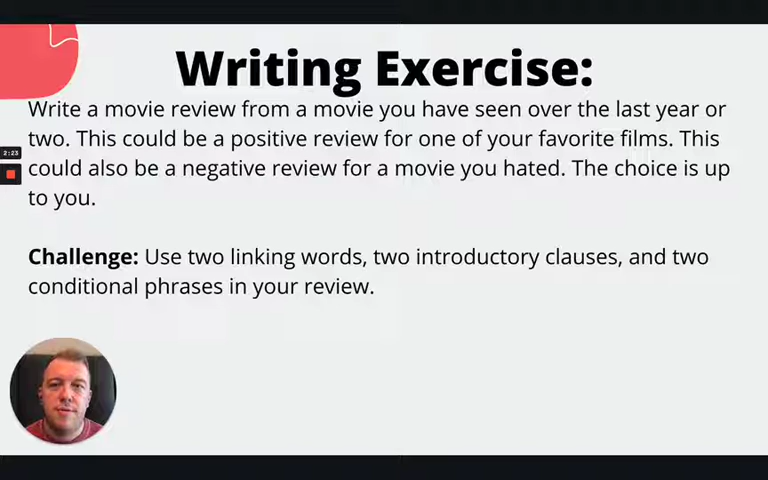 Writing Exercise:
Write a movie review from a movie you have seen over the last year or
two. This could be a positive review for one of your favorite films. This
could also be a negative review for a movie you hated. The choice is up
to you.
Challenge: Use two linking words, two introductory clauses, and two
conditional phrases in your review.
2:23